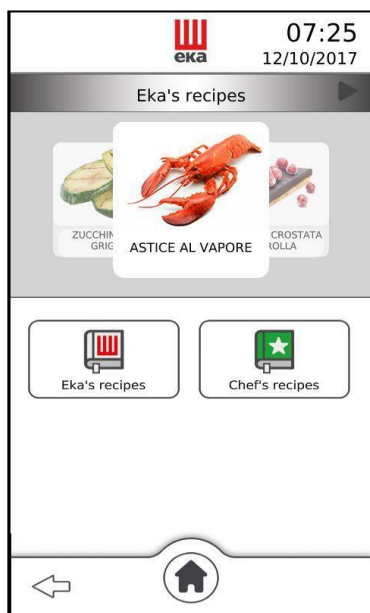 07:25
eka
12/10/2017
Eka's recipes
ZUCCHIN
GRIG
ASTICE AL VAPORE
CROSTATA
ROLLA
Eka's recipes
Chef's recipes